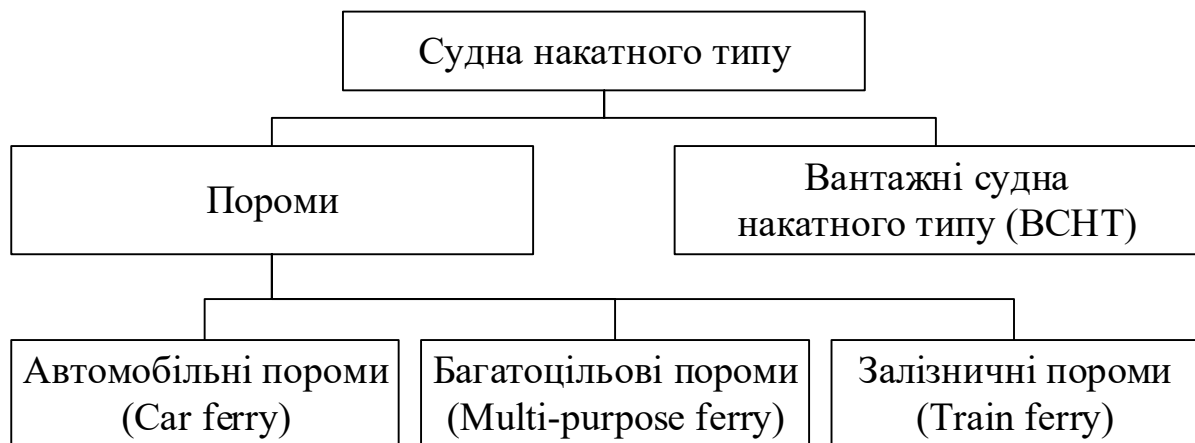 Судна накатного типу
Пороми
Вантажні судна
накатного типу (ВСНТ)
Автомобільні пороми
(Car ferry)
Багатоцільові пороми
(Multi-purpose ferry)
Залізничні пороми
(Train ferry)